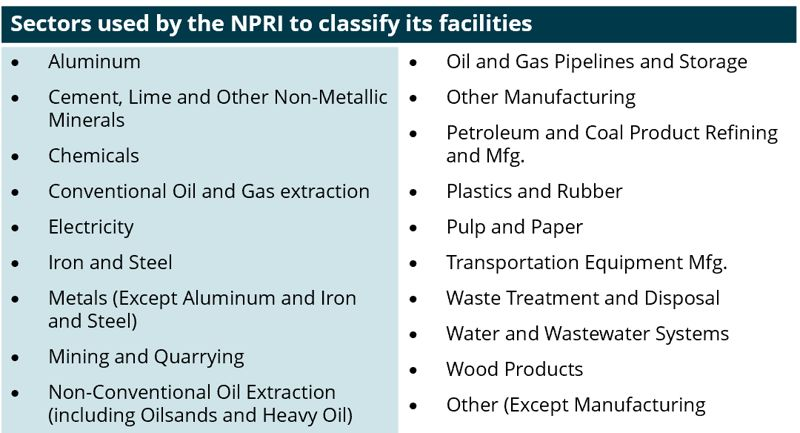 Sectors used by the NPRI to classify its facilities
• Aluminum
• Cement, Lime and Other Non-Metallic
Minerals
• Chemicals
• Conventional Oil and Gas extraction
• Electricity
• Iron and Steel
• Metals (Except Aluminum and Iron
and Steel)
• Mining and Quarrying
• Non-Conventional Oil Extraction
(including Oilsands and Heavy Oil)
• Oil and Gas Pipelines and Storage
• Other Manufacturing
• Petroleum and Coal Product Refining
and Mfg.
• Plastics and Rubber
• Pulp and Paper
• Transportation Equipment Mfg.
• Waste Treatment and Disposal
• Water and Wastewater Systems
• Wood Products
• Other (Except Manufacturing